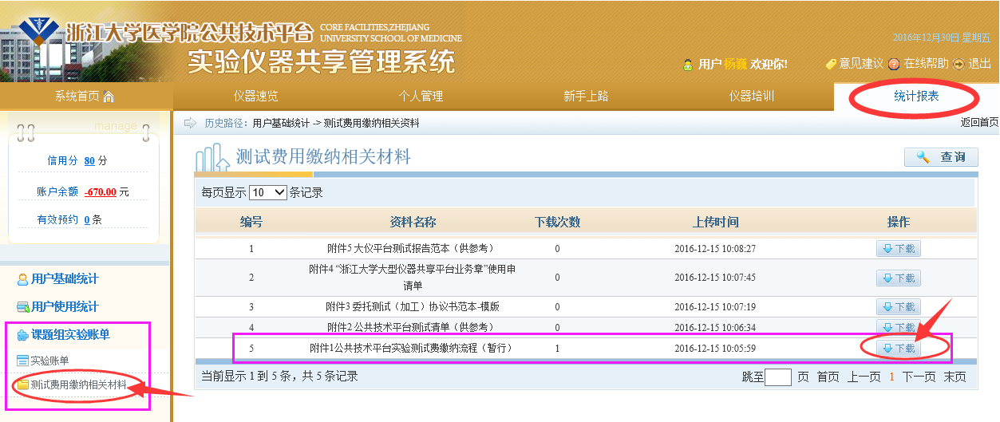 浙江大学医学院公共技术平台 CORE FACILITIES,ZHEJIANG
UNIVERSITY SCHOOL OF MEDICINE
实验仪器共享管理系统
2016年12月30日 星期五
用户 杨巍 欢迎你! 意见建议 在线帮助 退出
系统首页 仪器速览 个人管理 新手上路 仪器培训 统计报表
manage
信用分 80 分
账户余额 -670.00 元
有效预约 0 条
用户基础统计
用户使用统计
课题组实验账单
实验账单
测试费用缴纳相关材料
历史路径: 用户基础统计 -> 测试费用缴纳相关资料 返回首页
测试费用缴纳相关材料 查询
每页显示 10 条记录
编号 资料名称 下载次数 上传时间 操作
1 附件5 大仪平台测试报告范本（供参考） 0 2016-12-15 10:08:27 下载
2 附件4 “浙江大学大型仪器共享平台业务章”使用申请单 0 2016-12-15 10:07:45 下载
3 附件3 委托测试（加工）协议书范本-模版 0 2016-12-15 10:07:19 下载
4 附件2 公共技术平台测试清单（供参考） 0 2016-12-15 10:06:34 下载
5 附件1公共技术平台实验测试费缴纳流程（暂行） 1 2016-12-15 10:05:59 下载
当前显示 1 到 5 条，共 5 条记录 跳至 页 首页 上一页 1 下一页 末页